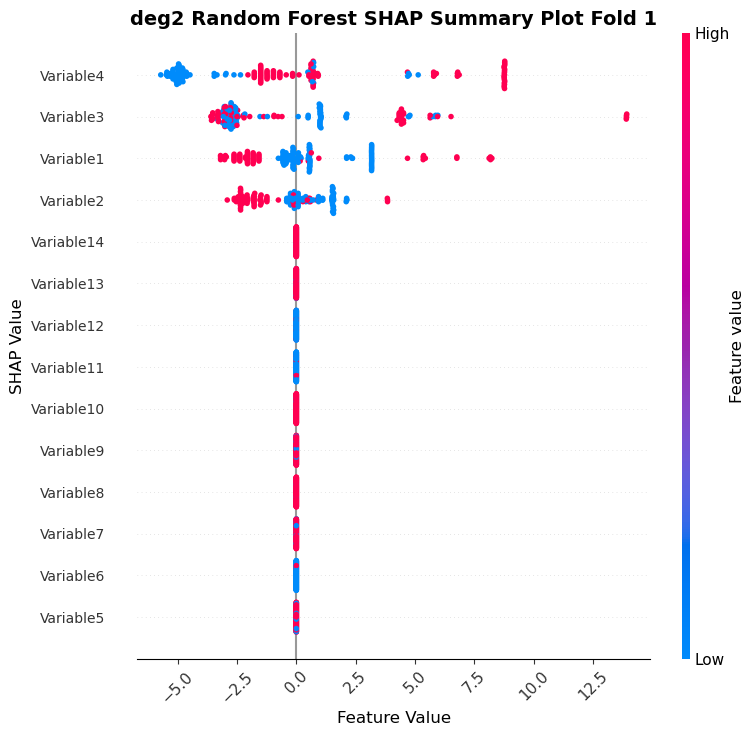 deg2 Random Forest SHAP Summary Plot Fold 1
High
Variable4
Variable3
Variable1
Variable2
Variable14
Variable13
Variable12
Variable11
Variable10
Variable9
Variable8
Variable7
Variable6
Variable5
SHAP Value
Feature value
Low
−5.0 −2.5 0.0 2.5 5.0 7.5 10.0 12.5
Feature Value